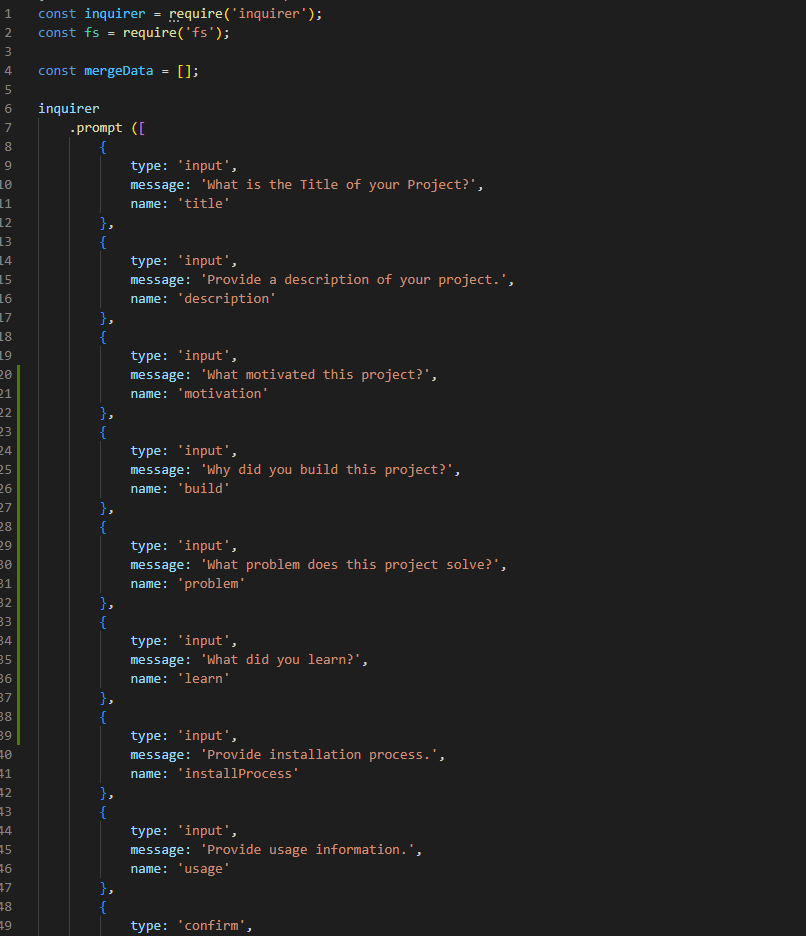 1 const inquirer = require('inquirer');
2 const fs = require('fs');
3
4 const mergeData = [];
5
6 inquirer
7 .prompt ([
8 {
9 type: 'input',
10 message: 'What is the Title of your Project?',
11 name: 'title'
12 },
13 {
14 type: 'input',
15 message: 'Provide a description of your project.',
16 name: 'description'
17 },
18 {
19 type: 'input',
20 message: 'What motivated this project?',
21 name: 'motivation'
22 },
23 {
24 type: 'input',
25 message: 'Why did you build this project?',
26 name: 'build'
27 },
28 {
29 type: 'input',
30 message: 'What problem does this project solve?',
31 name: 'problem'
32 },
33 {
34 type: 'input',
35 message: 'What did you learn?',
36 name: 'learn'
37 },
38 {
39 type: 'input',
40 message: 'Provide installation process.',
41 name: 'installProcess'
42 },
43 {
44 type: 'input',
45 message: 'Provide usage information.',
46 name: 'usage'
47 },
48 {
49 type: 'confirm',